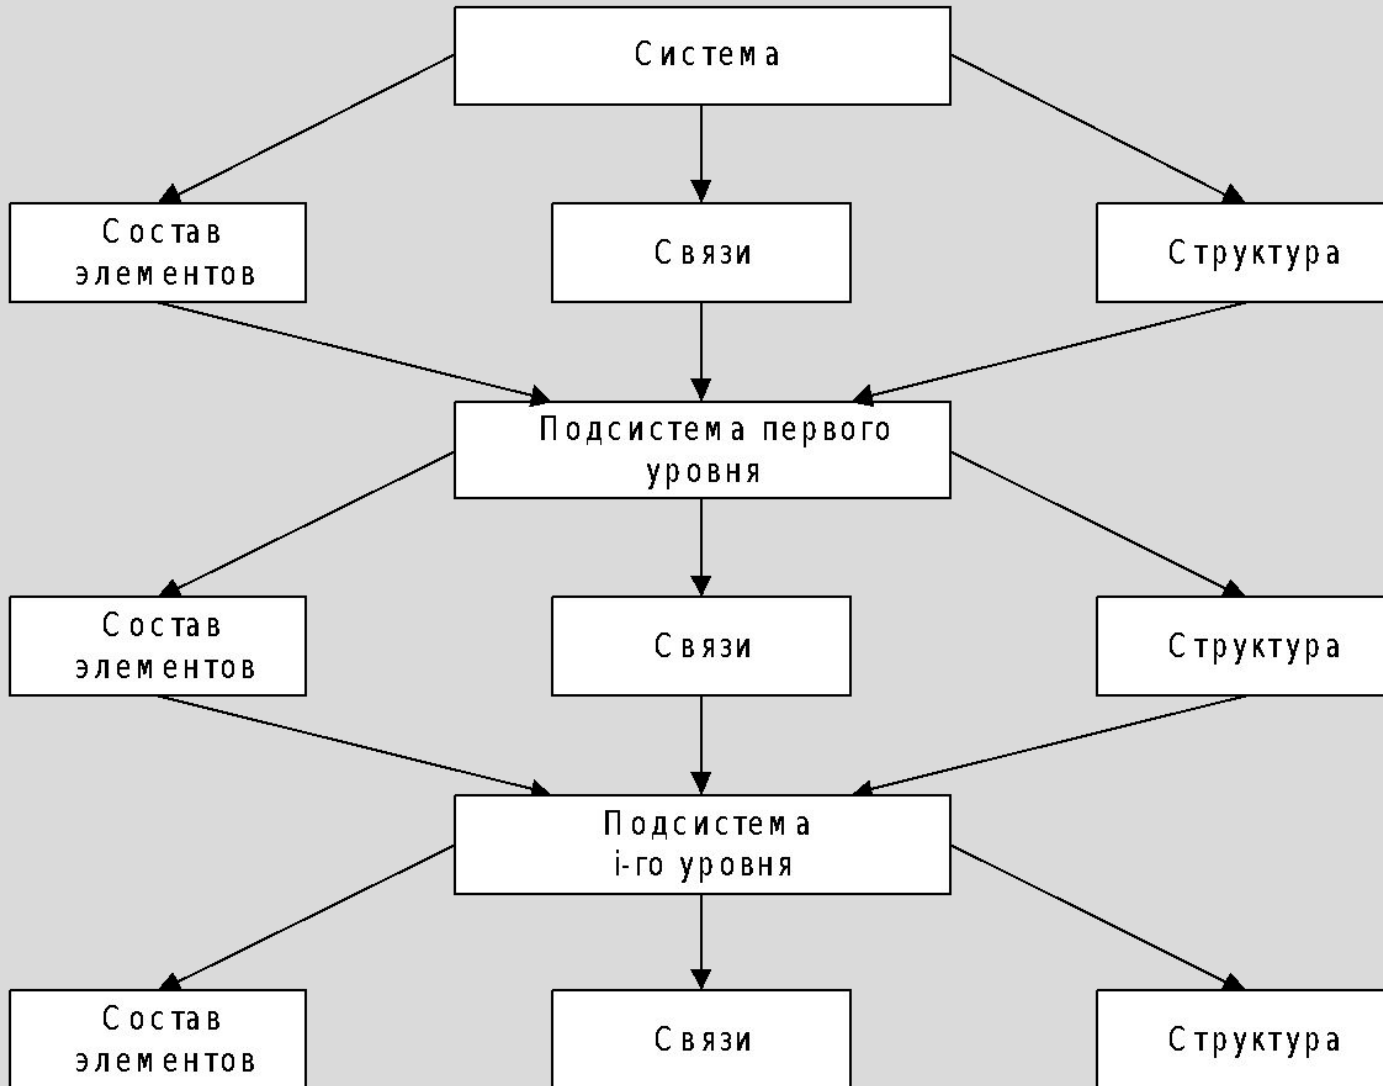 Система
Состав
элементов
Связи
Структура
Подсистема первого
уровня
Состав
элементов
Связи
Структура
Подсистема
i-го уровня
Состав
элементов
Связи
Структура